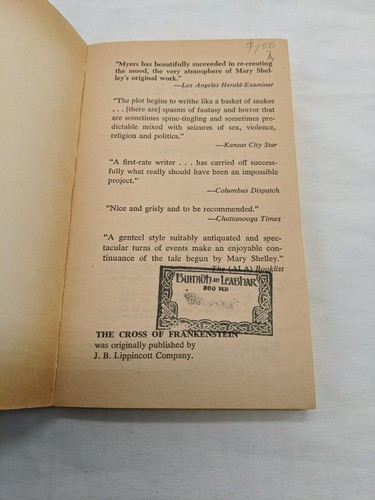 $1.50
"Myers has beautifully succeeded in re-creating
the mood, the very atmosphere of Mary Shel-
ley's original work."
—Los Angeles Herald-Examiner
"The plot begins to writhe like a basket of snakes
. . . [there are] spasms of fantasy and horror that
are sometimes spine-tingling and sometimes pre-
dictable mixed with seizures of sex, violence,
religion and politics."
—Kansas City Star
"A first-rate writer . . . has carried off success-
fully what really should have been an impossible
project."
—Columbus Dispatch
"Nice and grisly and to be recommended."
—Chattanooga Times
"A genteel style suitably antiquated and spec-
tacular turns of events make an enjoyable con-
tinuance of the tale begun by Mary Shelley."
—The (ALA) Booklist
THE CROSS OF FRANKENSTEIN
was originally published by
J. B. Lippincott Company.